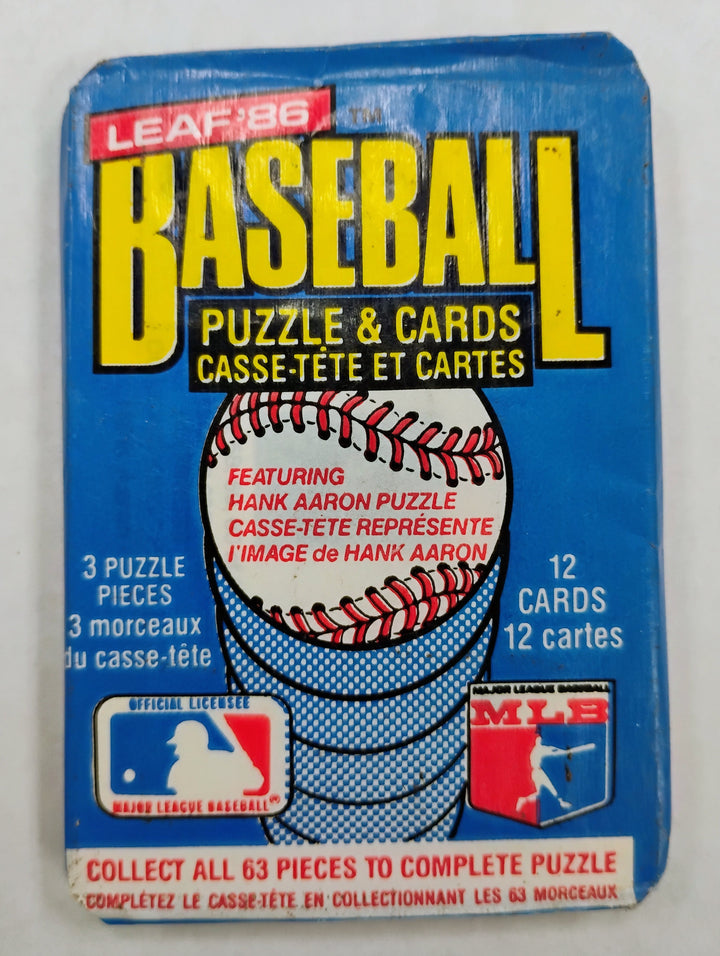 LEAF '86
TM
BASEBALL
PUZZLE & CARDS
CASSE-TÊTE ET CARTES
FEATURING
HANK AARON PUZZLE
CASSE-TETE REPRÉSENTE
l'IMAGE de HANK AARON
3 PUZZLE
PIECES
3 morceaux
du casse-tête
12
CARDS
12 cartes
OFFICIAL LICENSEE
MAJOR LEAGUE BASEBALL®
MAJOR LEAGUE BASEBALL
MLB
COLLECT ALL 63 PIECES TO COMPLETE PUZZLE
COMPLÉTEZ LE CASSE-TÊTE EN COLLECTIONNANT LES 63 MORCEAUX